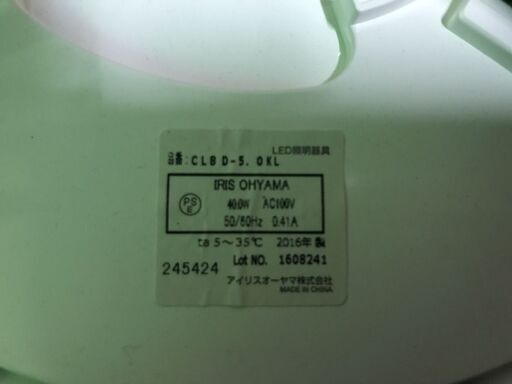 LED照明器具
品番:CLBD-5.0KL
IRIS OHYAMA
PS E
40.0W AC100V
50/60Hz 0.41A
ta 5～35℃ 2016年製
Lot NO. 1608241
245424
アイリスオーヤマ株式会社
MADE IN CHINA